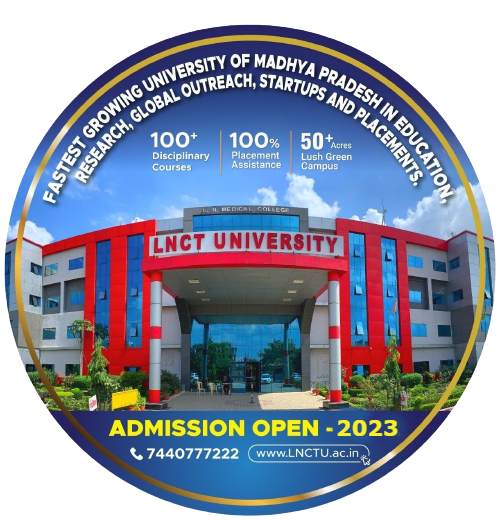 FASTEST GROWING UNIVERSITY OF MADHYA PRADESH IN EDUCATION,
RESEARCH, GLOBAL OUTREACH, STARTUPS AND PLACEMENTS.
100+ Disciplinary Courses
100% Placement Assistance
50+ Acres Lush Green Campus
L. N. MEDICAL COLLEGE
LNCT UNIVERSITY
ADMISSION OPEN - 2023
7440777222 www.LNCTU.ac.in